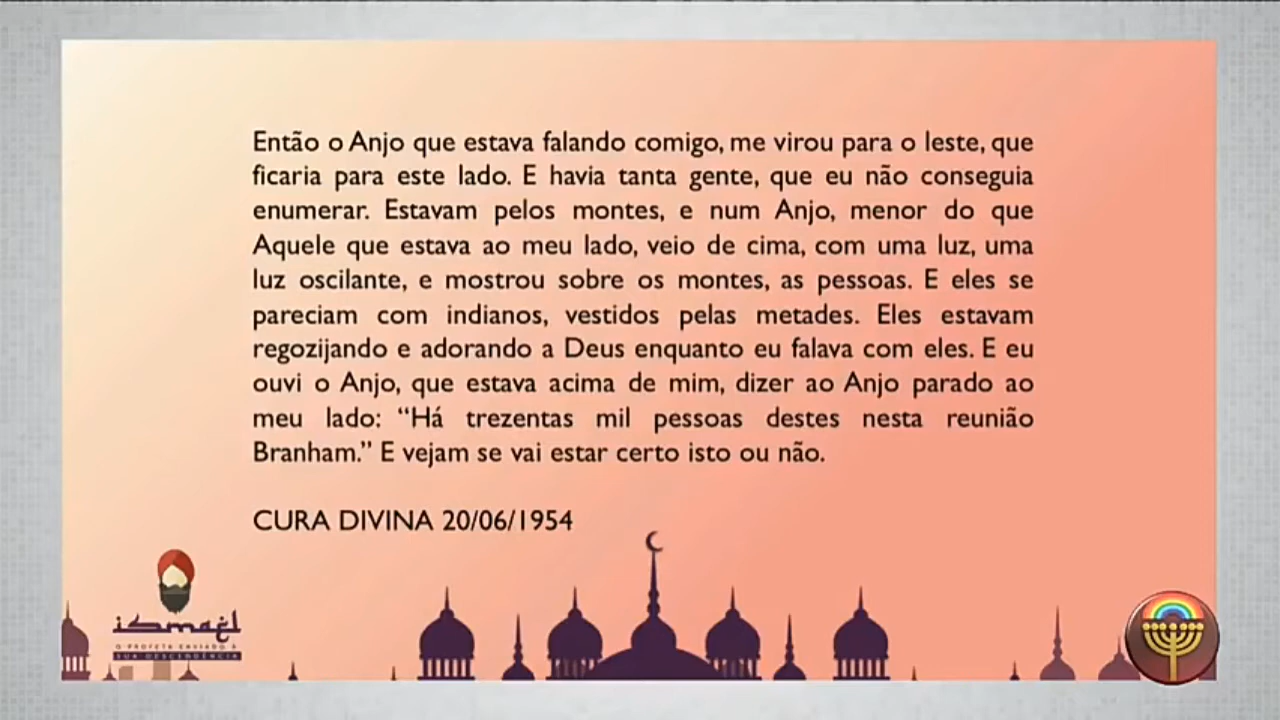 Então o Anjo que estava falando comigo, me virou para o leste, que
ficaria para este lado. E havia tanta gente, que eu não conseguia
enumerar. Estavam pelos montes, e num Anjo, menor do que
Aquele que estava ao meu lado, veio de cima, com uma luz, uma
luz oscilante, e mostrou sobre os montes, as pessoas. E eles se
pareciam com indianos, vestidos pelas metades. Eles estavam
regozijando e adorando a Deus enquanto eu falava com eles. E eu
ouvi o Anjo, que estava acima de mim, dizer ao Anjo parado ao
meu lado: “Há trezentas mil pessoas destes nesta reunião
Branham.” E vejam se vai estar certo isto ou não.
CURA DIVINA 20/06/1954
ismaël
O PROFETA ENVIADO À
SUA DESCENDÊNCIA